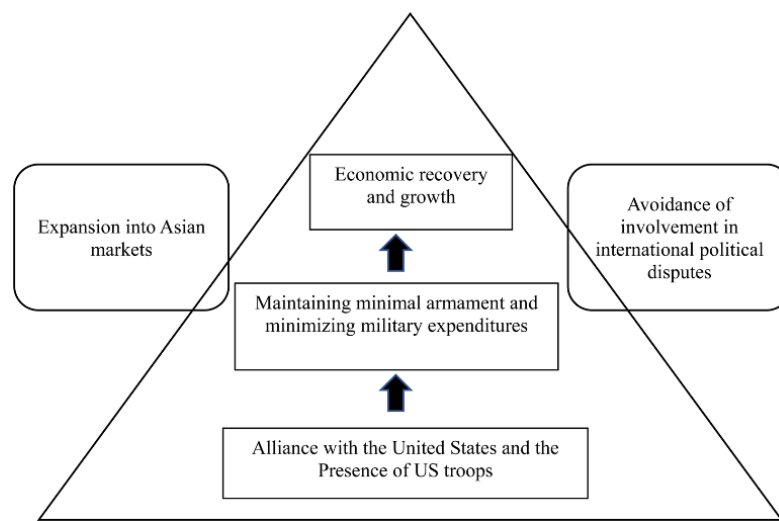 Economic recovery
and growth
Expansion into Asian
markets
Avoidance of
involvement in
international political
disputes
Maintaining minimal armament and
minimizing military expenditures
Alliance with the United States and the
Presence of US troops